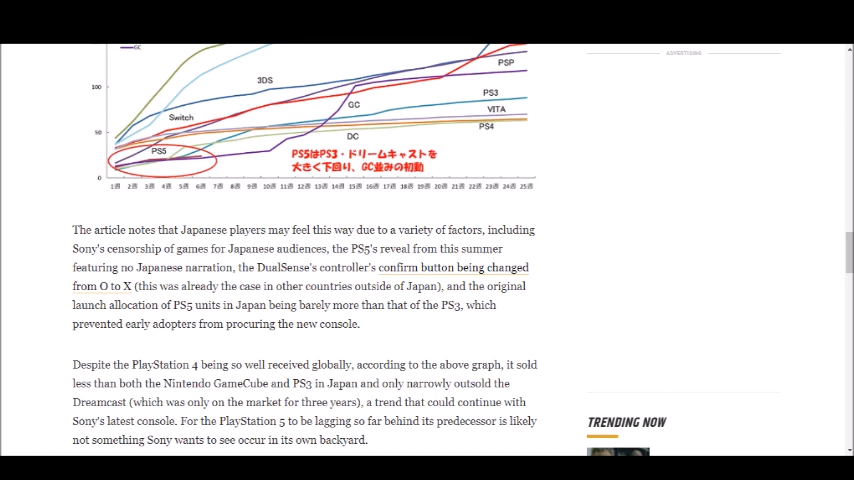 GC
ADVERTISING
100
50
0
3DS
Switch
PS5
GC
DC
PSP
PS3
VITA
PS4
PS5はPS3・ドリームキャストを
大きく下回り、GC並みの初動
1週 2週 3週 4週 5週 6週 7週 8週 9週 10週 11週 12週 13週 14週 15週 16週 17週 18週 19週 20週 21週 22週 23週 24週 25週
The article notes that Japanese players may feel this way due to a variety of factors, including
Sony's censorship of games for Japanese audiences, the PS5's reveal from this summer
featuring no Japanese narration, the DualSense's controller's confirm button being changed
from O to X (this was already the case in other countries outside of Japan), and the original
launch allocation of PS5 units in Japan being barely more than that of the PS3, which
prevented early adopters from procuring the new console.
Despite the PlayStation 4 being so well received globally, according to the above graph, it sold
less than both the Nintendo GameCube and PS3 in Japan and only narrowly outsold the
Dreamcast (which was only on the market for three years), a trend that could continue with
Sony's latest console. For the PlayStation 5 to be lagging so far behind its predecessor is likely
not something Sony wants to see occur in its own backyard.
TRENDING NOW